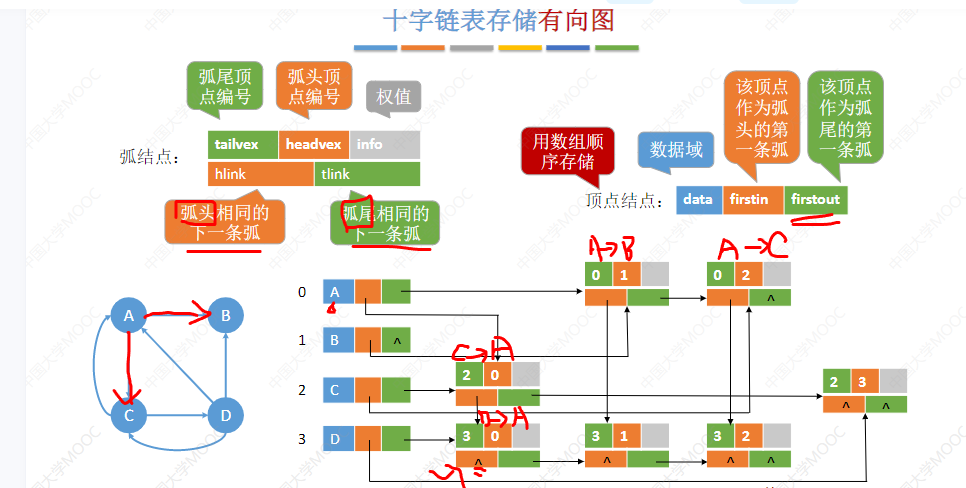 十字链表存储有向图
弧尾顶
点编号
弧头顶
点编号
权值
弧结点：
tailvex headvex info
hlink tlink
弧头相同的
下一条弧
弧尾相同的
下一条弧
用数组顺
序存储
数据域
该顶点
作为弧
头的第
一条弧
该顶点
作为弧
尾的第
一条弧
顶点结点：
data firstin firstout
A→B
A→C
0 A
0 1
0 2 ^
1 B ^
C→A
2 0
2 C
2 3
^ ^
D→A
3 D
3 0
^
3 1
^
3 2
^ ^
A B
C D
中国大学MOOC